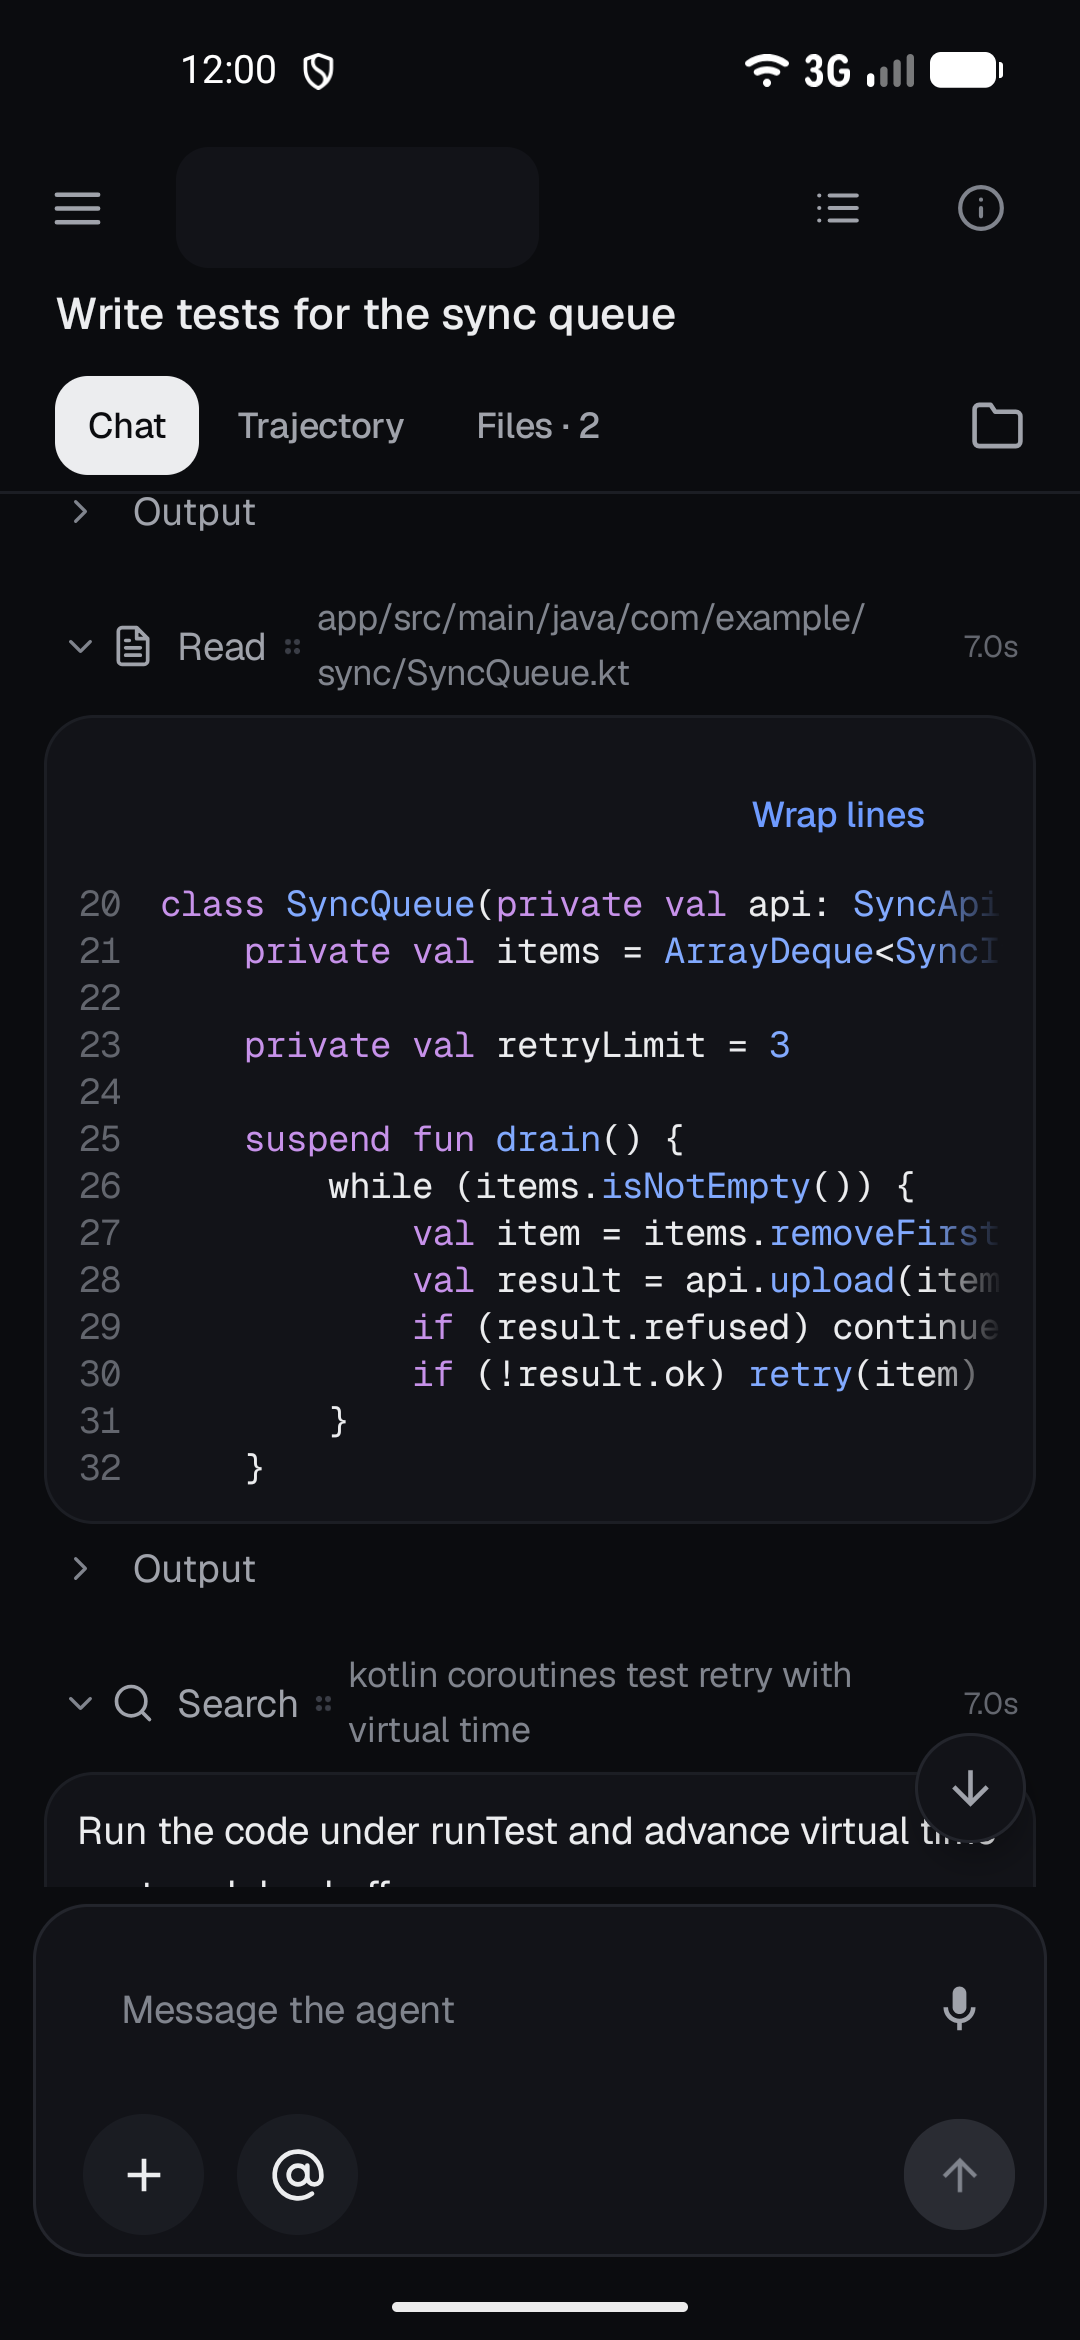 12:00
3G
Write tests for the sync queue
Chat
Trajectory
Files · 2
Output
Read
app/src/main/java/com/example/
sync/SyncQueue.kt
7.0s
Wrap lines
20 class SyncQueue(private val api: SyncApi
21     private val items = ArrayDeque<SyncI
22
23     private val retryLimit = 3
24
25     suspend fun drain() {
26         while (items.isNotEmpty()) {
27             val item = items.removeFirst
28             val result = api.upload(item
29             if (result.refused) continue
30             if (!result.ok) retry(item)
31         }
32     }
Output
Search
kotlin coroutines test retry with
virtual time
7.0s
Run the code under runTest and advance virtual
Message the agent